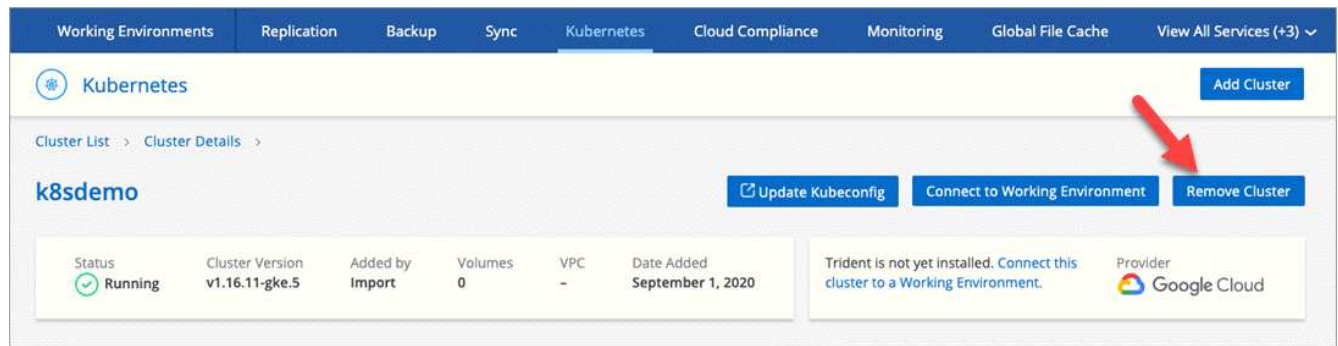 Working Environments Replication Backup Sync Kubernetes Cloud Compliance Monitoring Global File Cache View All Services (+3)
Kubernetes Add Cluster
Cluster List > Cluster Details >
k8sdemo Update Kubeconfig Connect to Working Environment Remove Cluster
Status Cluster Version Added by Volumes VPC Date Added
Running v1.16.11-gke.5 Import 0 – September 1, 2020
Trident is not yet installed. Connect this
cluster to a Working Environment.
Provider
Google Cloud